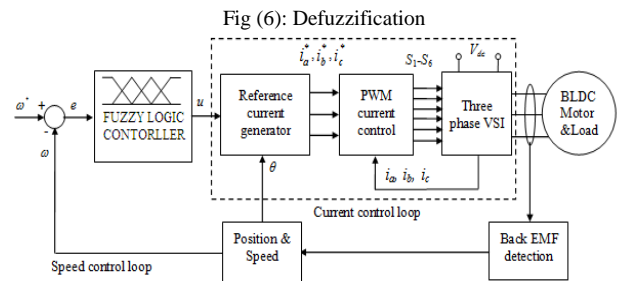 Fig (6): Defuzzification
i*a, i*b, i*c
S1-S6
Vdc
ω*
+
-
e
FUZZY LOGIC
CONTORLLER
u
Reference
current
generator
PWM
current
control
Three
phase VSI
BLDC
Motor
&Load
ω
θ
ia, ib, ic
Current control loop
Speed control loop
Position &
Speed
Back EMF
detection